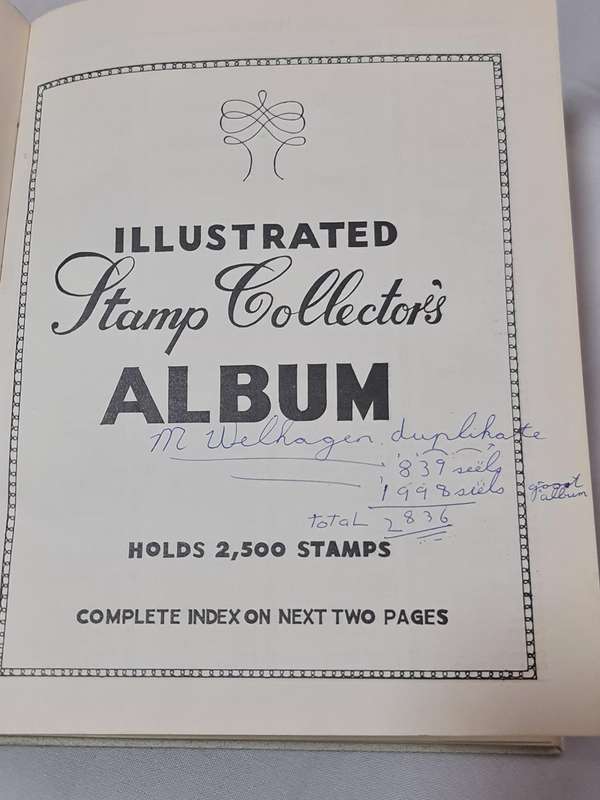 ILLUSTRATED
Stamp Collector's
ALBUM
M Welhagen duplikate
839 seëls
1998 seëls groot album
total 2836
HOLDS 2,500 STAMPS
COMPLETE INDEX ON NEXT TWO PAGES